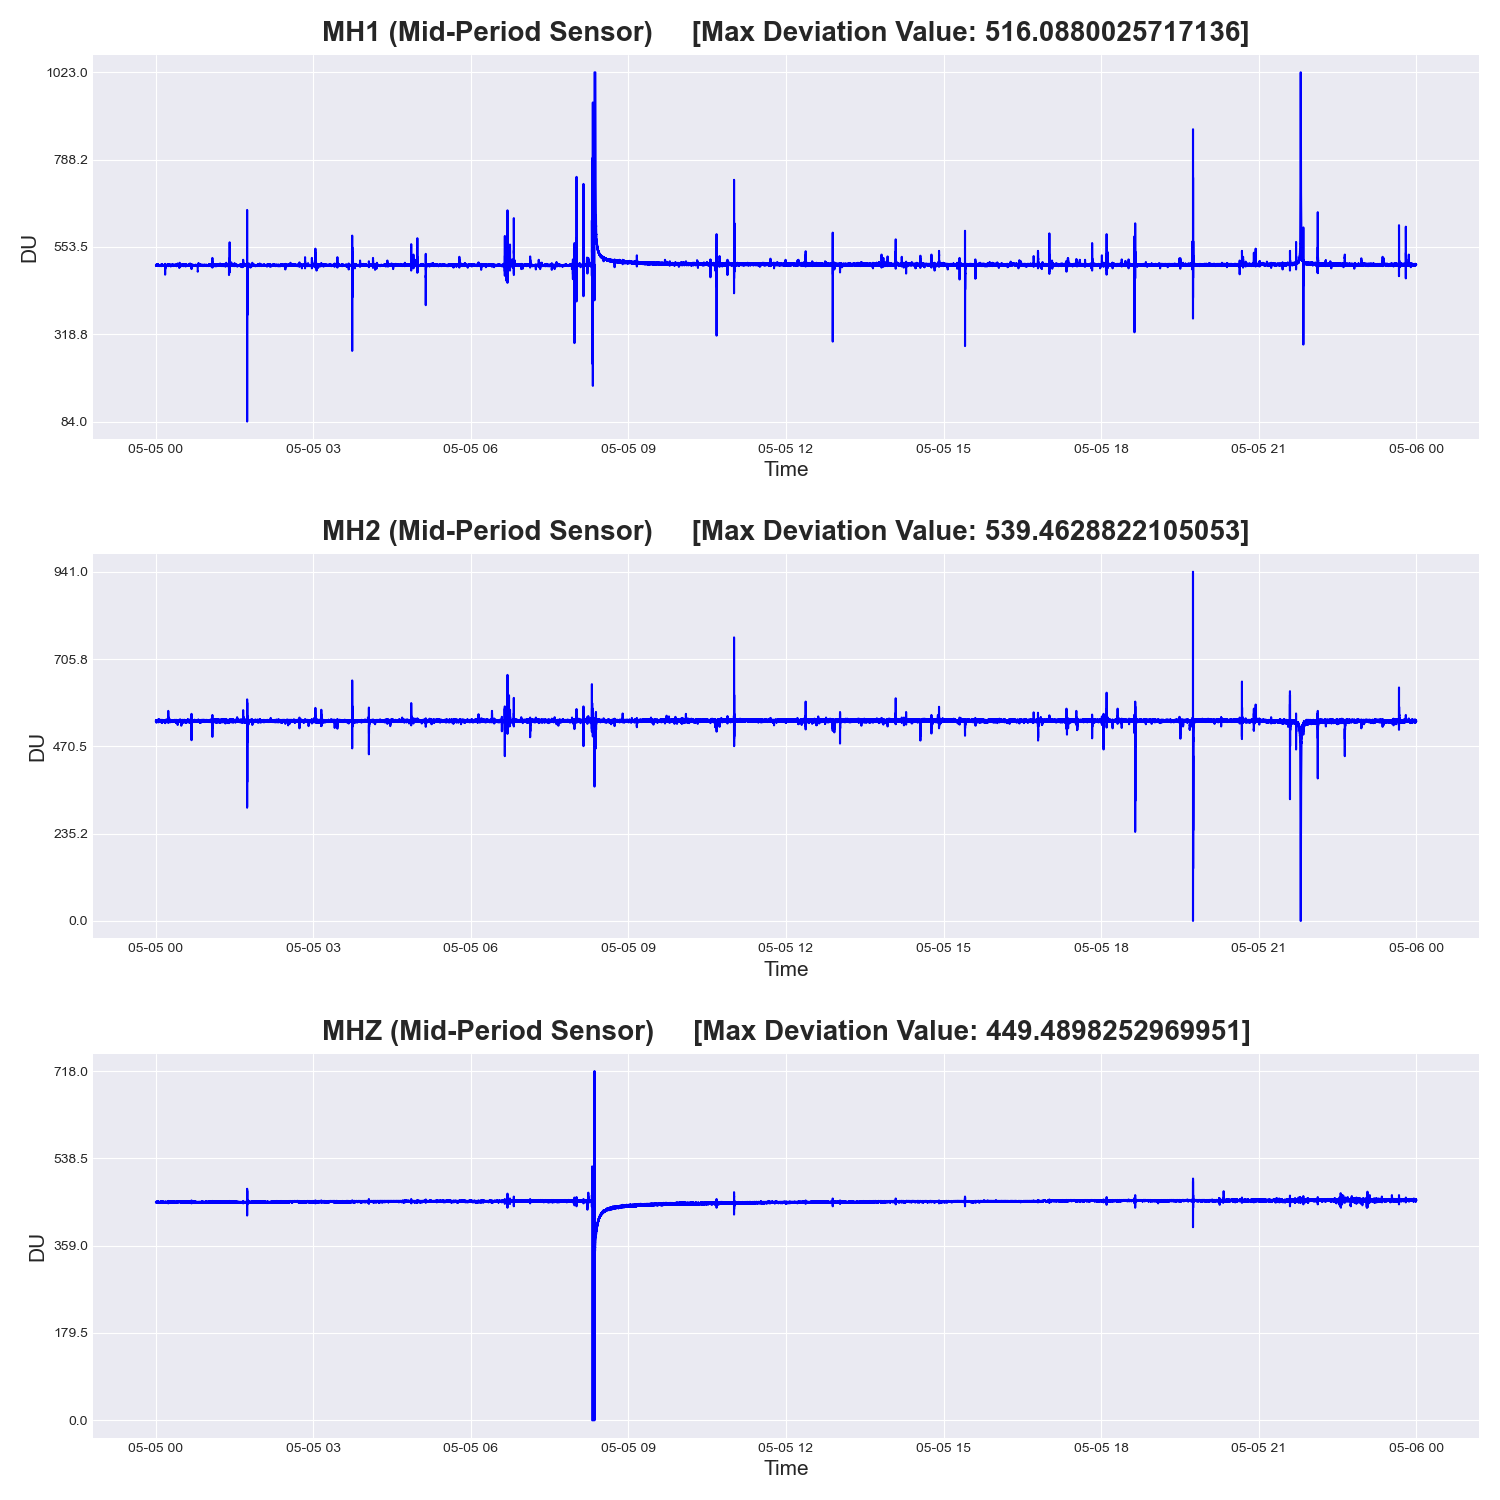 MH1 (Mid-Period Sensor) [Max Deviation Value: 516.0880025717136]
1023.0
788.2
553.5
318.8
84.0
DU
05-05 00 05-05 03 05-05 06 05-05 09 05-05 12 05-05 15 05-05 18 05-05 21 05-06 00
Time
MH2 (Mid-Period Sensor) [Max Deviation Value: 539.4628822105053]
941.0
705.8
470.5
235.2
0.0
DU
05-05 00 05-05 03 05-05 06 05-05 09 05-05 12 05-05 15 05-05 18 05-05 21 05-06 00
Time
MHZ (Mid-Period Sensor) [Max Deviation Value: 449.4898252969951]
718.0
538.5
359.0
179.5
0.0
DU
05-05 00 05-05 03 05-05 06 05-05 09 05-05 12 05-05 15 05-05 18 05-05 21 05-06 00
Time